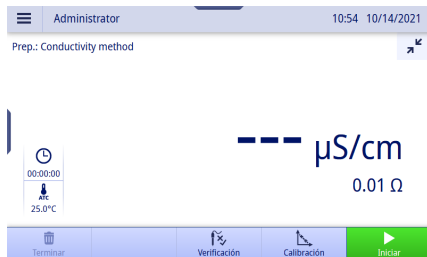 Administrator 10:54 10/14/2021
Prep.: Conductivity method
--- µS/cm
0.01 Ω
00:00:00
ATC
25.0°C
Terminar Verificación Calibración Iniciar